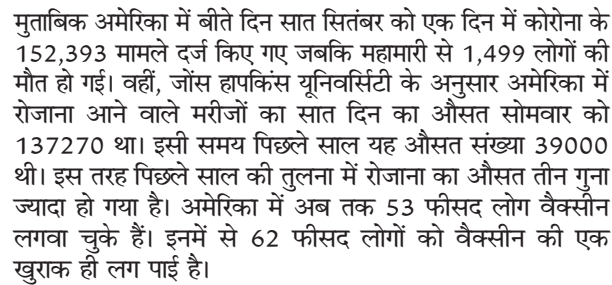 मुताबिक अमेरिका में बीते दिन सात सितंबर को एक दिन में कोरोना के
152,393 मामले दर्ज किए गए जबकि महामारी से 1,499 लोगों की
मौत हो गई। वहीं, जोंस हापकिंस यूनिवर्सिटी के अनुसार अमेरिका में
रोजाना आने वाले मरीजों का सात दिन का औसत सोमवार को
137270 था। इसी समय पिछले साल यह औसत संख्या 39000
थी। इस तरह पिछले साल की तुलना में रोजाना का औसत तीन गुना
ज्यादा हो गया है। अमेरिका में अब तक 53 फीसद लोग वैक्सीन
लगवा चुके हैं। इनमें से 62 फीसद लोगों को वैक्सीन की एक
खुराक ही लग पाई है।